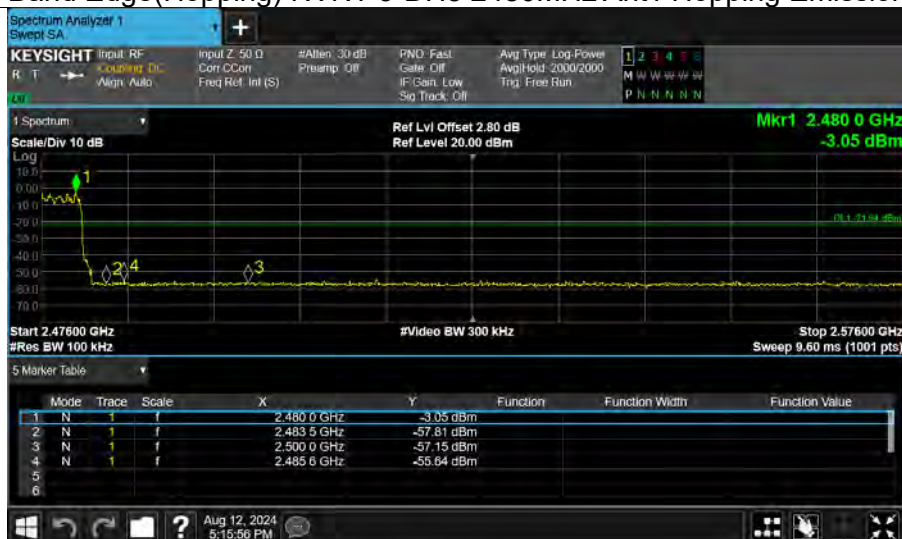 Spectrum Analyzer 1
Swept SA
+
KEYSIGHT Input: RF
R T Coupling: DC
Align: Auto
Input Z: 50 Ω
Corr CCorr
Freq Ref: Int (S)
#Atten: 30 dB
Preamp: Off
PNO: Fast
Gate: Off
IF Gain: Low
Sig Track: Off
Avg Type: Log-Power
Avg|Hold: 2000/2000
Trig: Free Run
1 2 3 4 5 6
M W W W W W
P N N N N N
1 Spectrum
Scale/Div 10 dB
Ref Lvl Offset 2.80 dB
Ref Level 20.00 dBm
Mkr1 2.480 0 GHz
-3.05 dBm
Log
10.0
0.00
-10.0
-20.0
-30.0
-40.0
-50.0
-60.0
-70.0
1
2
4
3
DL1 -21.94 dBm
Start 2.47600 GHz
#Res BW 100 kHz
#Video BW 300 kHz
Stop 2.57600 GHz
Sweep 9.60 ms (1001 pts)
5 Marker Table
Mode Trace Scale X Y Function Function Width Function Value
1 N 1 f 2.480 0 GHz -3.05 dBm
2 N 1 f 2.483 5 GHz -57.81 dBm
3 N 1 f 2.500 0 GHz -57.15 dBm
4 N 1 f 2.485 6 GHz -55.64 dBm
5
6
?
Aug 12, 2024
5:15:56 PM